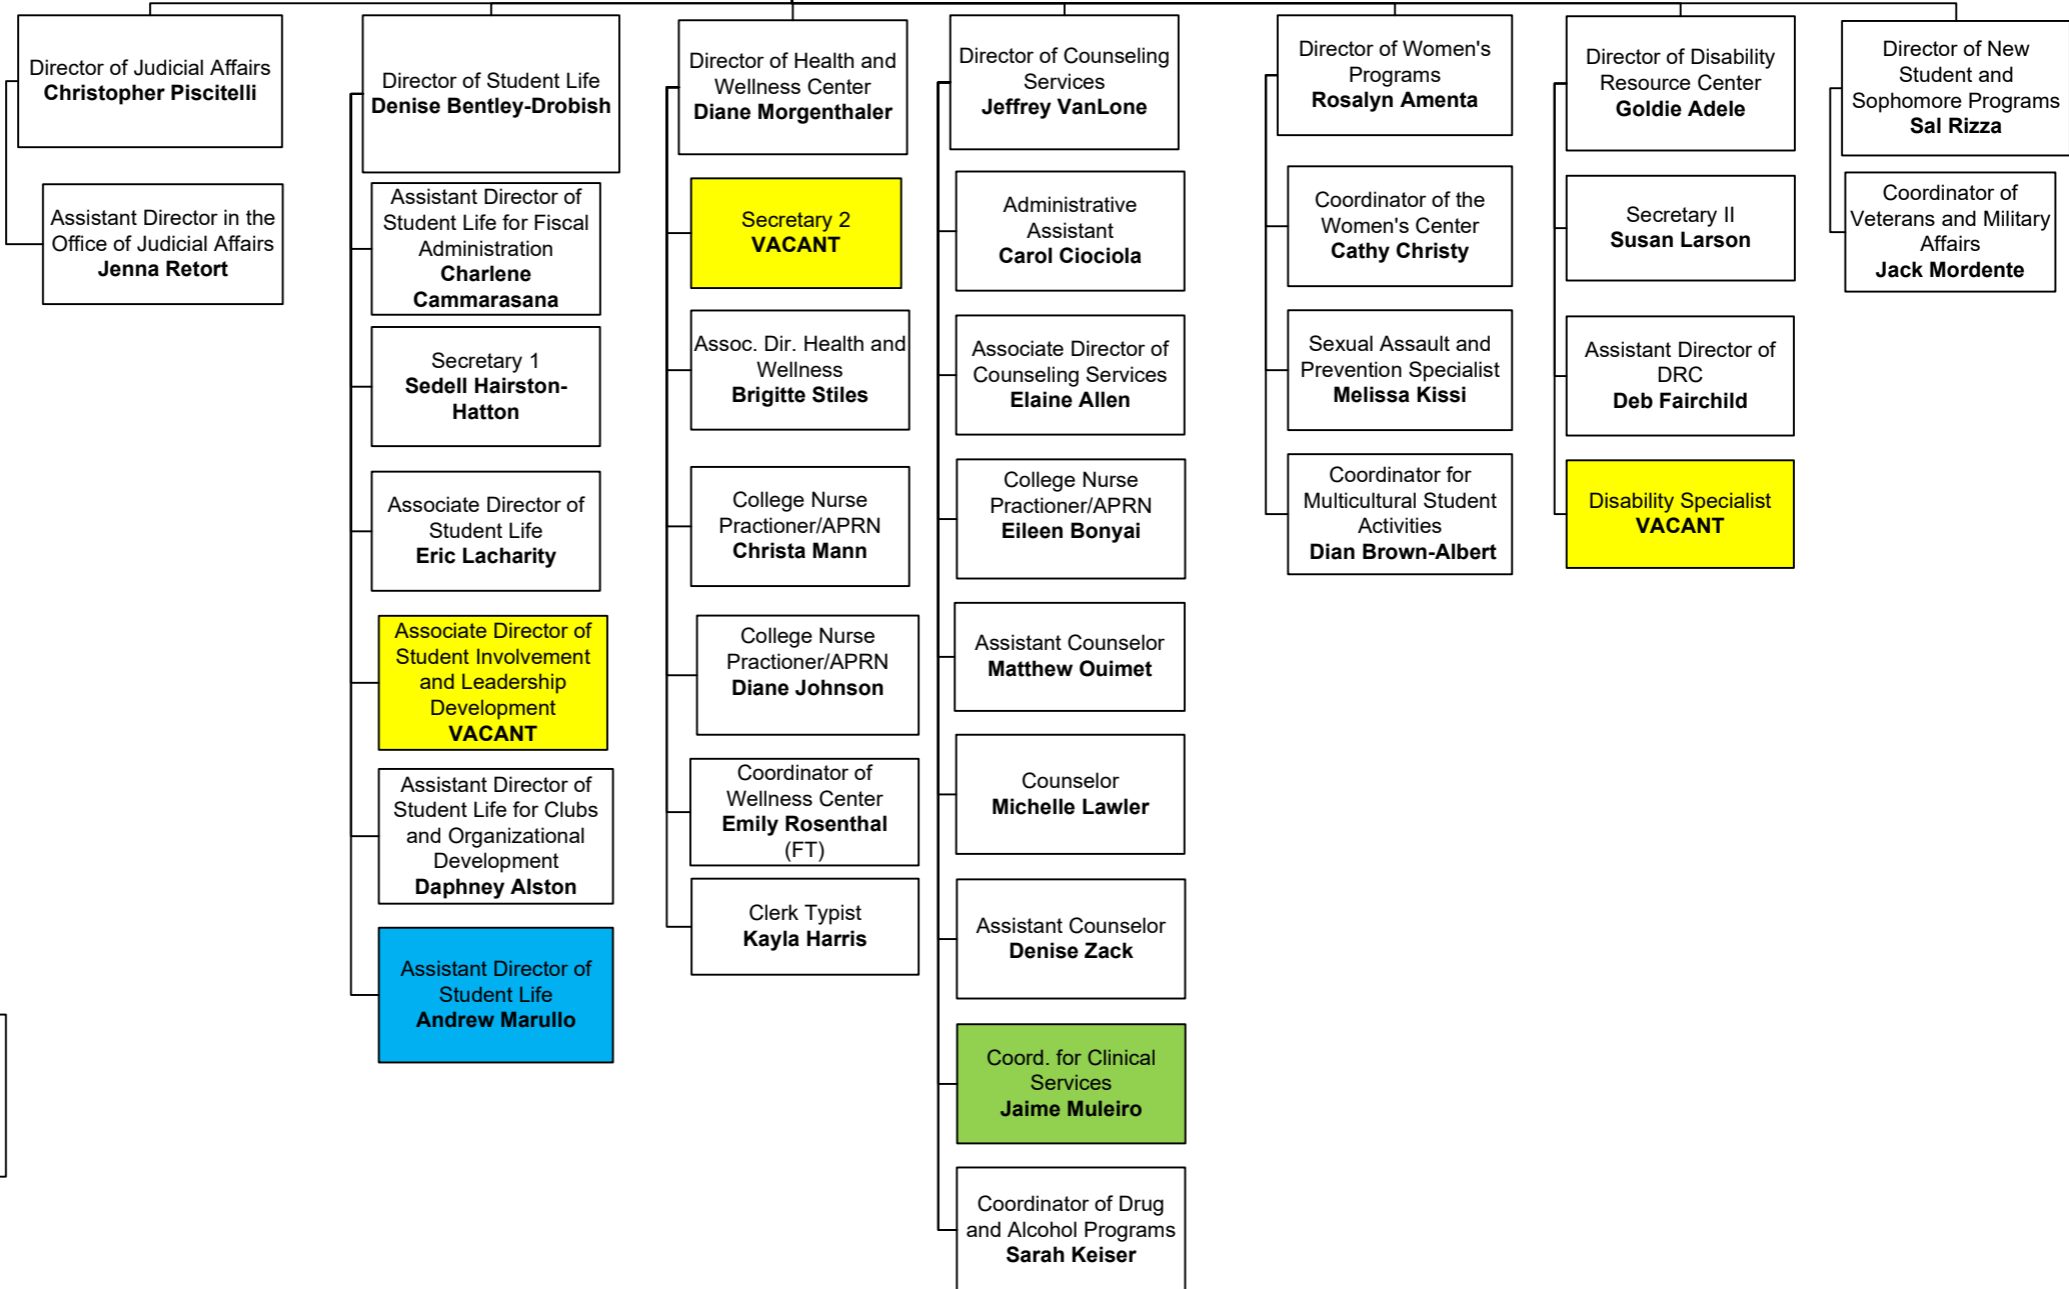 Director of Judicial Affairs
Christopher Piscitelli
Assistant Director in the
Office of Judicial Affairs
Jenna Retort
Director of Student Life
Denise Bentley-Drobish
Assistant Director of
Student Life for Fiscal
Administration
Charlene
Cammarasana
Secretary 1
Sedell Hairston-
Hatton
Associate Director of
Student Life
Eric Lacharity
Associate Director of
Student Involvement
and Leadership
Development
VACANT
Assistant Director of
Student Life for Clubs
and Organizational
Development
Daphney Alston
Assistant Director of
Student Life
Andrew Marullo
Director of Health and
Wellness Center
Diane Morgenthaler
Secretary 2
VACANT
Assoc. Dir. Health and
Wellness
Brigitte Stiles
College Nurse
Practioner/APRN
Christa Mann
College Nurse
Practioner/APRN
Diane Johnson
Coordinator of
Wellness Center
Emily Rosenthal
(FT)
Clerk Typist
Kayla Harris
Director of Counseling
Services
Jeffrey VanLone
Administrative
Assistant
Carol Ciociola
Associate Director of
Counseling Services
Elaine Allen
College Nurse
Practioner/APRN
Eileen Bonyai
Assistant Counselor
Matthew Ouimet
Counselor
Michelle Lawler
Assistant Counselor
Denise Zack
Coord. for Clinical
Services
Jaime Muleiro
Coordinator of Drug
and Alcohol Programs
Sarah Keiser
Director of Women's
Programs
Rosalyn Amenta
Coordinator of the
Women's Center
Cathy Christy
Sexual Assault and
Prevention Specialist
Melissa Kissi
Coordinator for
Multicultural Student
Activities
Dian Brown-Albert
Director of Disability
Resource Center
Goldie Adele
Secretary II
Susan Larson
Assistant Director of
DRC
Deb Fairchild
Disability Specialist
VACANT
Director of New
Student and
Sophomore Programs
Sal Rizza
Coordinator of
Veterans and Military
Affairs
Jack Mordente